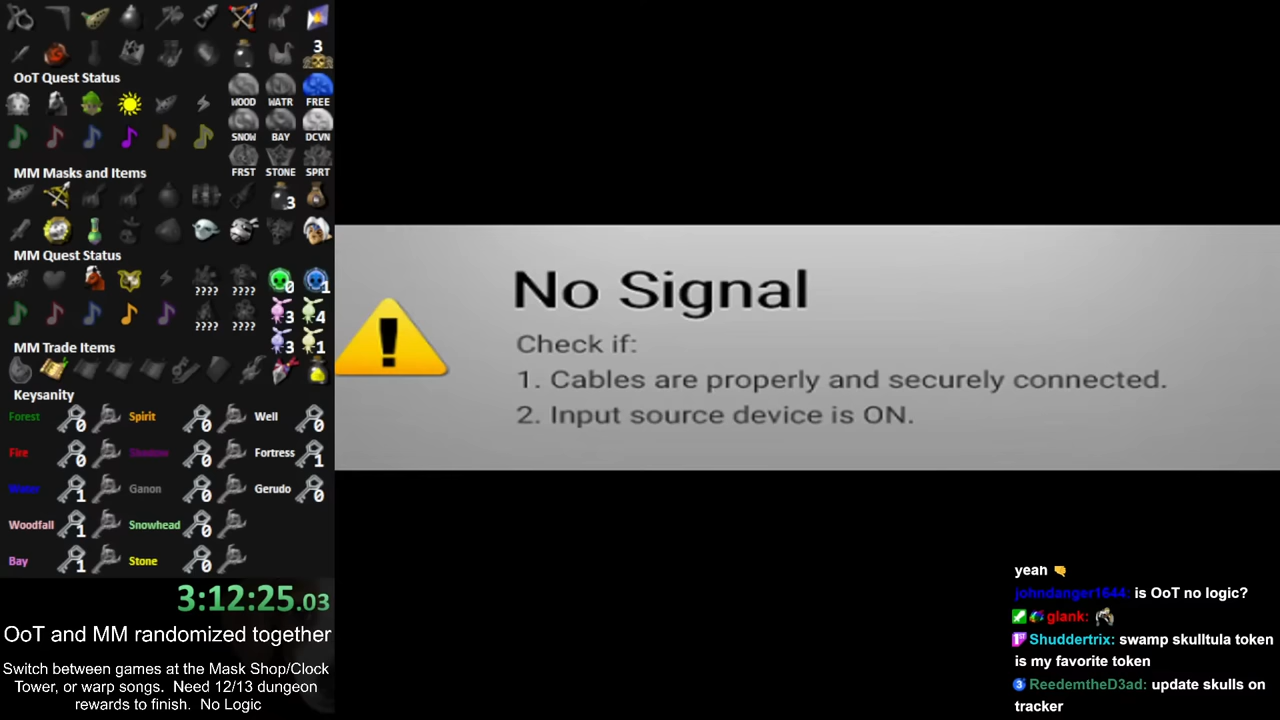 3
OoT Quest Status
WOOD WATR FREE
SNOW BAY DCVN
FRST STONE SPRT
MM Masks and Items
3
MM Quest Status
???? ???? 0 1
3 4
???? ????
3 1
MM Trade Items
Keysanity
Forest 0 Spirit 0 Well 0
Fire 0 Shadow 0 Fortress 1
Water 1 Ganon 0 Gerudo 0
Woodfall 1 Snowhead 0
Bay 1 Stone 0
3:12:25.03
OoT and MM randomized together
Switch between games at the Mask Shop/Clock
Tower, or warp songs. Need 12/13 dungeon
rewards to finish. No Logic
No Signal
Check if:
1. Cables are properly and securely connected.
2. Input source device is ON.
yeah
johndanger1644: is OoT no logic?
glank:
Shuddertrix: swamp skulltula token
is my favorite token
3 ReedemtheD3ad: update skulls on
tracker